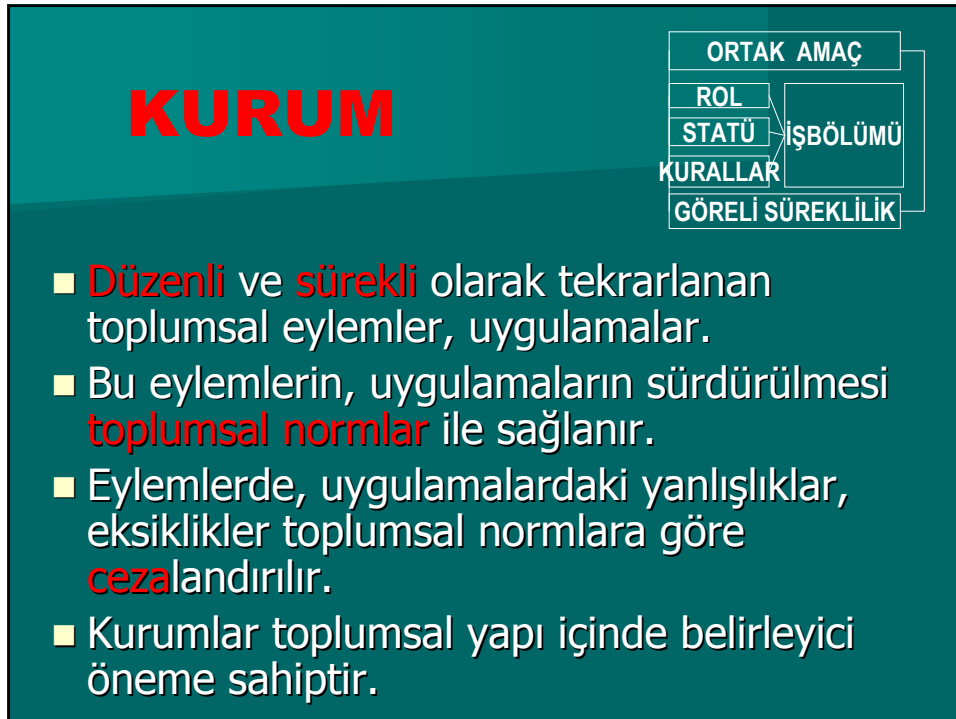 KURUM
ORTAK AMAÇ
ROL
STATÜ
KURALLAR
İŞBÖLÜMÜ
GÖRELİ SÜREKLİLİK
Düzenli ve sürekli olarak tekrarlanan
toplumsal eylemler, uygulamalar.
Bu eylemlerin, uygulamaların sürdürülmesi
toplumsal normlar ile sağlanır.
Eylemlerde, uygulamalardaki yanlışlıklar,
eksiklikler toplumsal normlara göre
cezalandırılır.
Kurumlar toplumsal yapı içinde belirleyici
öneme sahiptir.